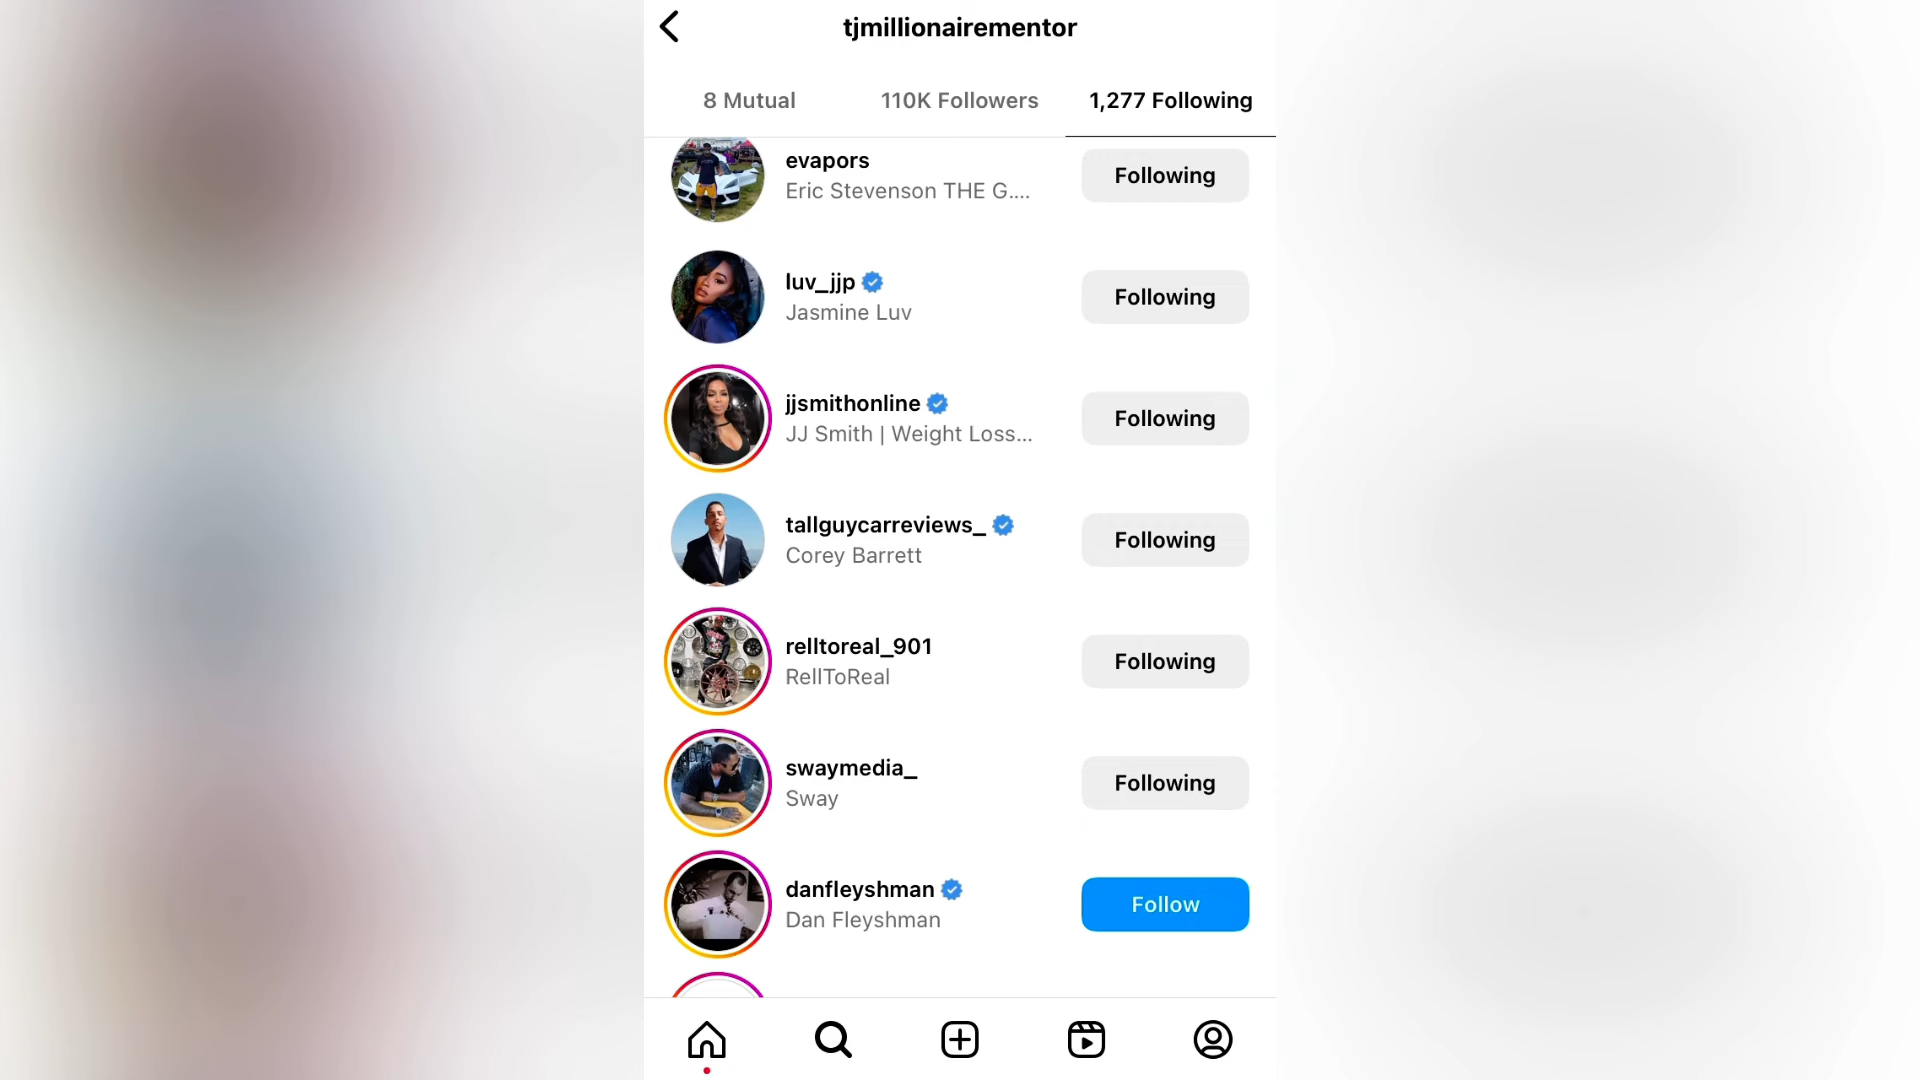 tjmillionairementor
8 Mutual
110K Followers
1,277 Following
evapors
Eric Stevenson THE G....
Following
luv_jjp
Jasmine Luv
Following
jjsmithonline
JJ Smith | Weight Loss...
Following
tallguycarreviews_
Corey Barrett
Following
relltoreal_901
RellToReal
Following
swaymedia_
Sway
Following
danfleyshman
Dan Fleyshman
Follow